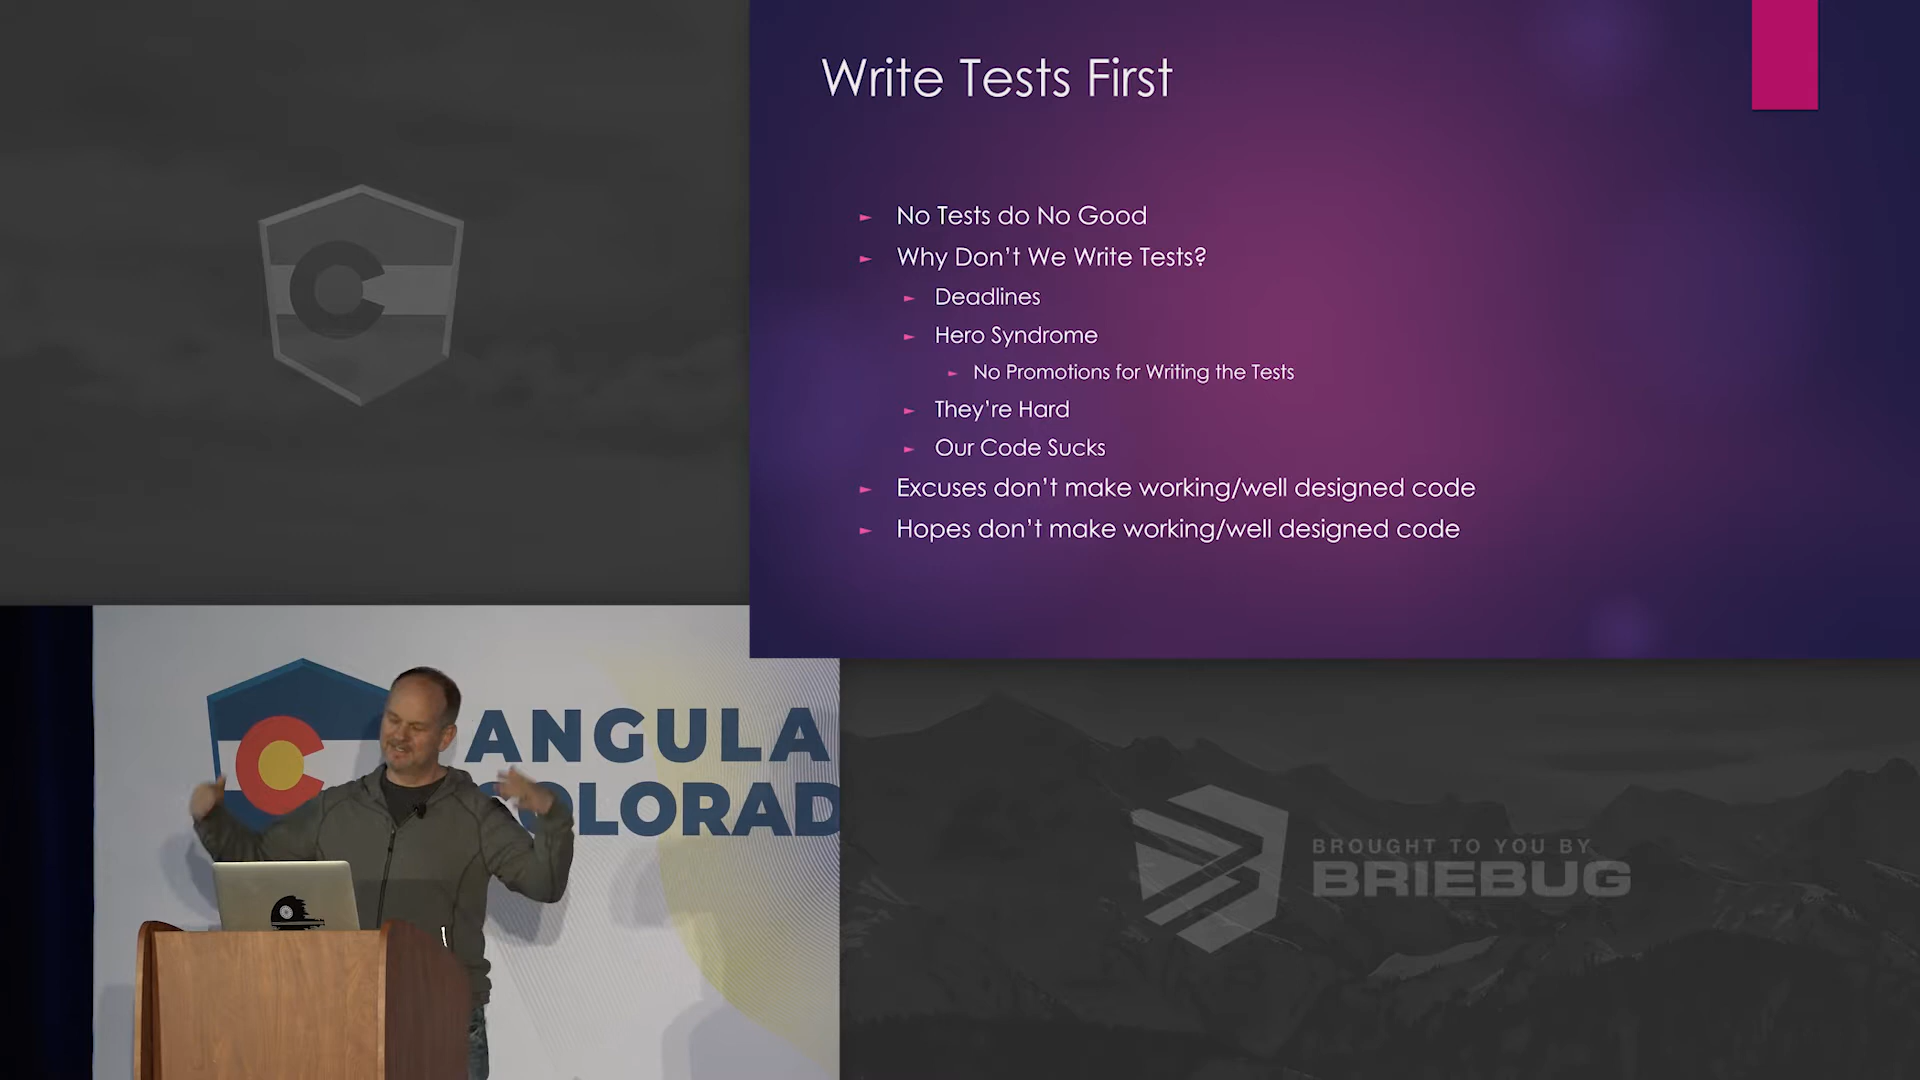 Write Tests First
No Tests do No Good
Why Don't We Write Tests?
Deadlines
Hero Syndrome
No Promotions for Writing the Tests
They're Hard
Our Code Sucks
Excuses don't make working/well designed code
Hopes don't make working/well designed code
ANGULA
COLORAD
BROUGHT TO YOU BY
BRIEBUG